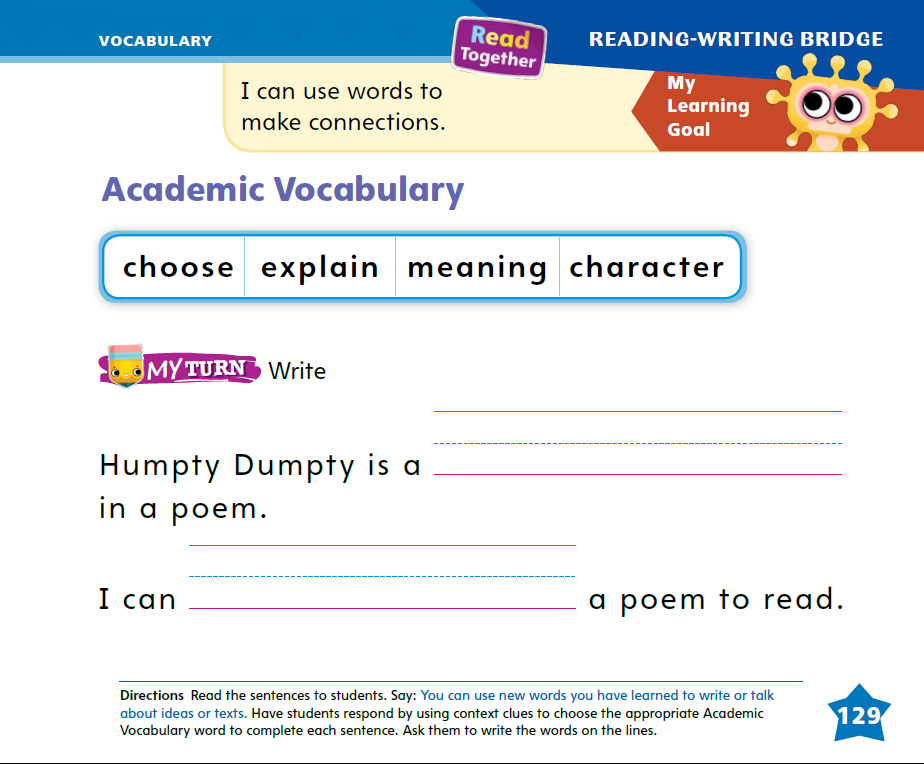 VOCABULARY
Read
Together
READING-WRITING BRIDGE
I can use words to
make connections.
My
Learning
Goal
Academic Vocabulary
choose explain meaning character
MY TURN Write
Humpty Dumpty is a
in a poem.
I can a poem to read.
Directions Read the sentences to students. Say: You can use new words you have learned to write or talk
about ideas or texts. Have students respond by using context clues to choose the appropriate Academic
Vocabulary word to complete each sentence. Ask them to write the words on the lines.
129